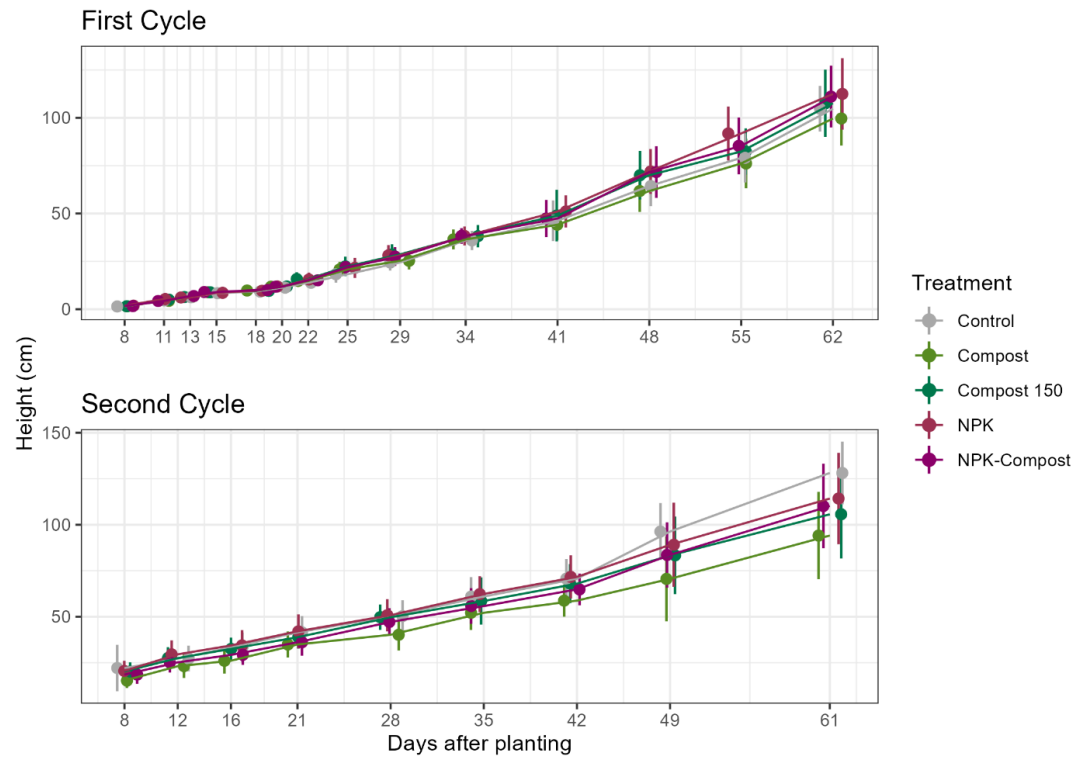 First Cycle
100
50
0
8 11 13 15 18 20 22 25 29 34 41 48 55 62
Second Cycle
150
100
50
8 12 16 21 28 35 42 49 61
Days after planting
Height (cm)
Treatment
Control
Compost
Compost 150
NPK
NPK-Compost